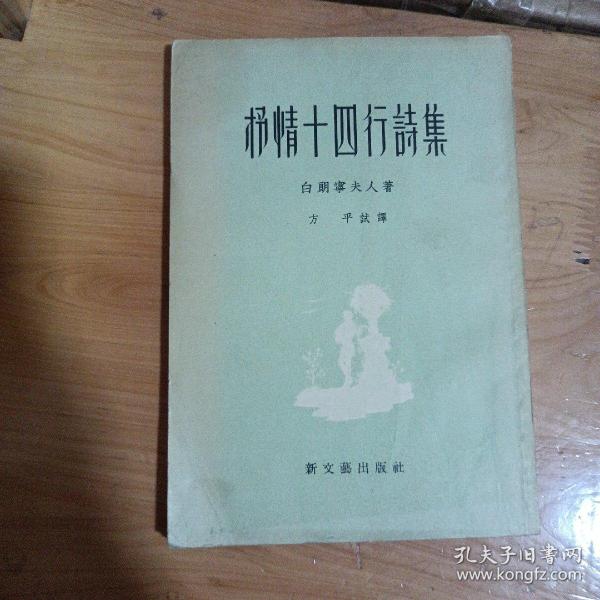 抒情十四行詩集
白朗寧夫人著
方 平試譯
新文藝出版社
孔夫子旧書网
www.kongfz.com